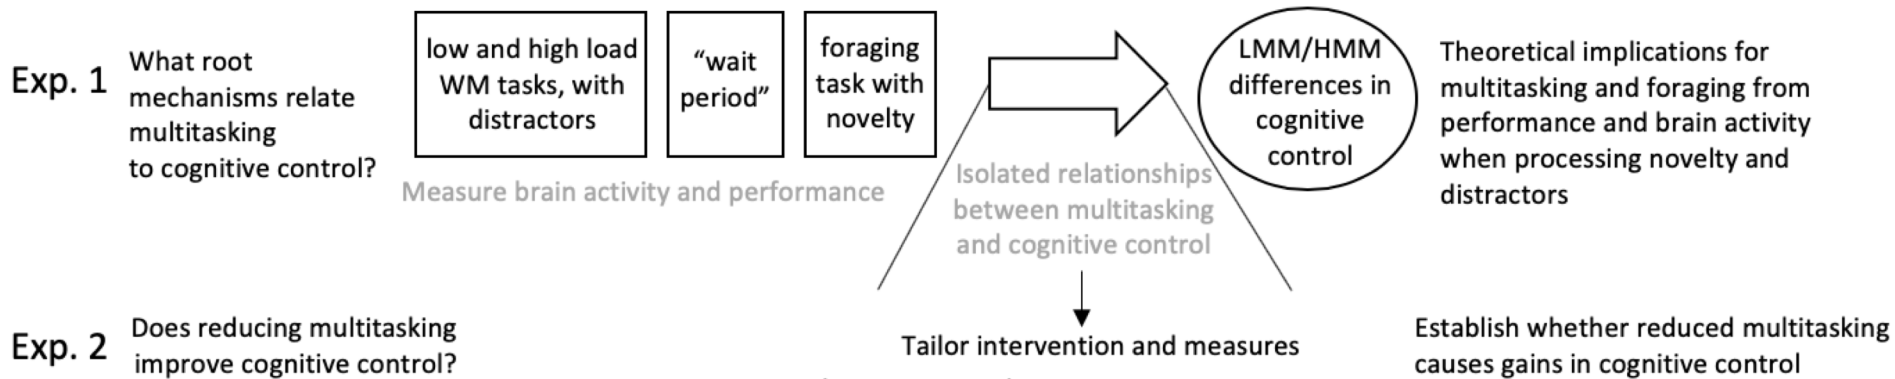 Exp. 1
What root
mechanisms relate
multitasking
to cognitive control?
low and high load
WM tasks, with
distractors
“wait
period”
foraging
task with
novelty
Measure brain activity and performance
Isolated relationships
between multitasking
and cognitive control
LMM/HMM
differences in
cognitive
control
Theoretical implications for
multitasking and foraging from
performance and brain activity
when processing novelty and
distractors
Exp. 2
Does reducing multitasking
improve cognitive control?
Tailor intervention and measures
Establish whether reduced multitasking
causes gains in cognitive control